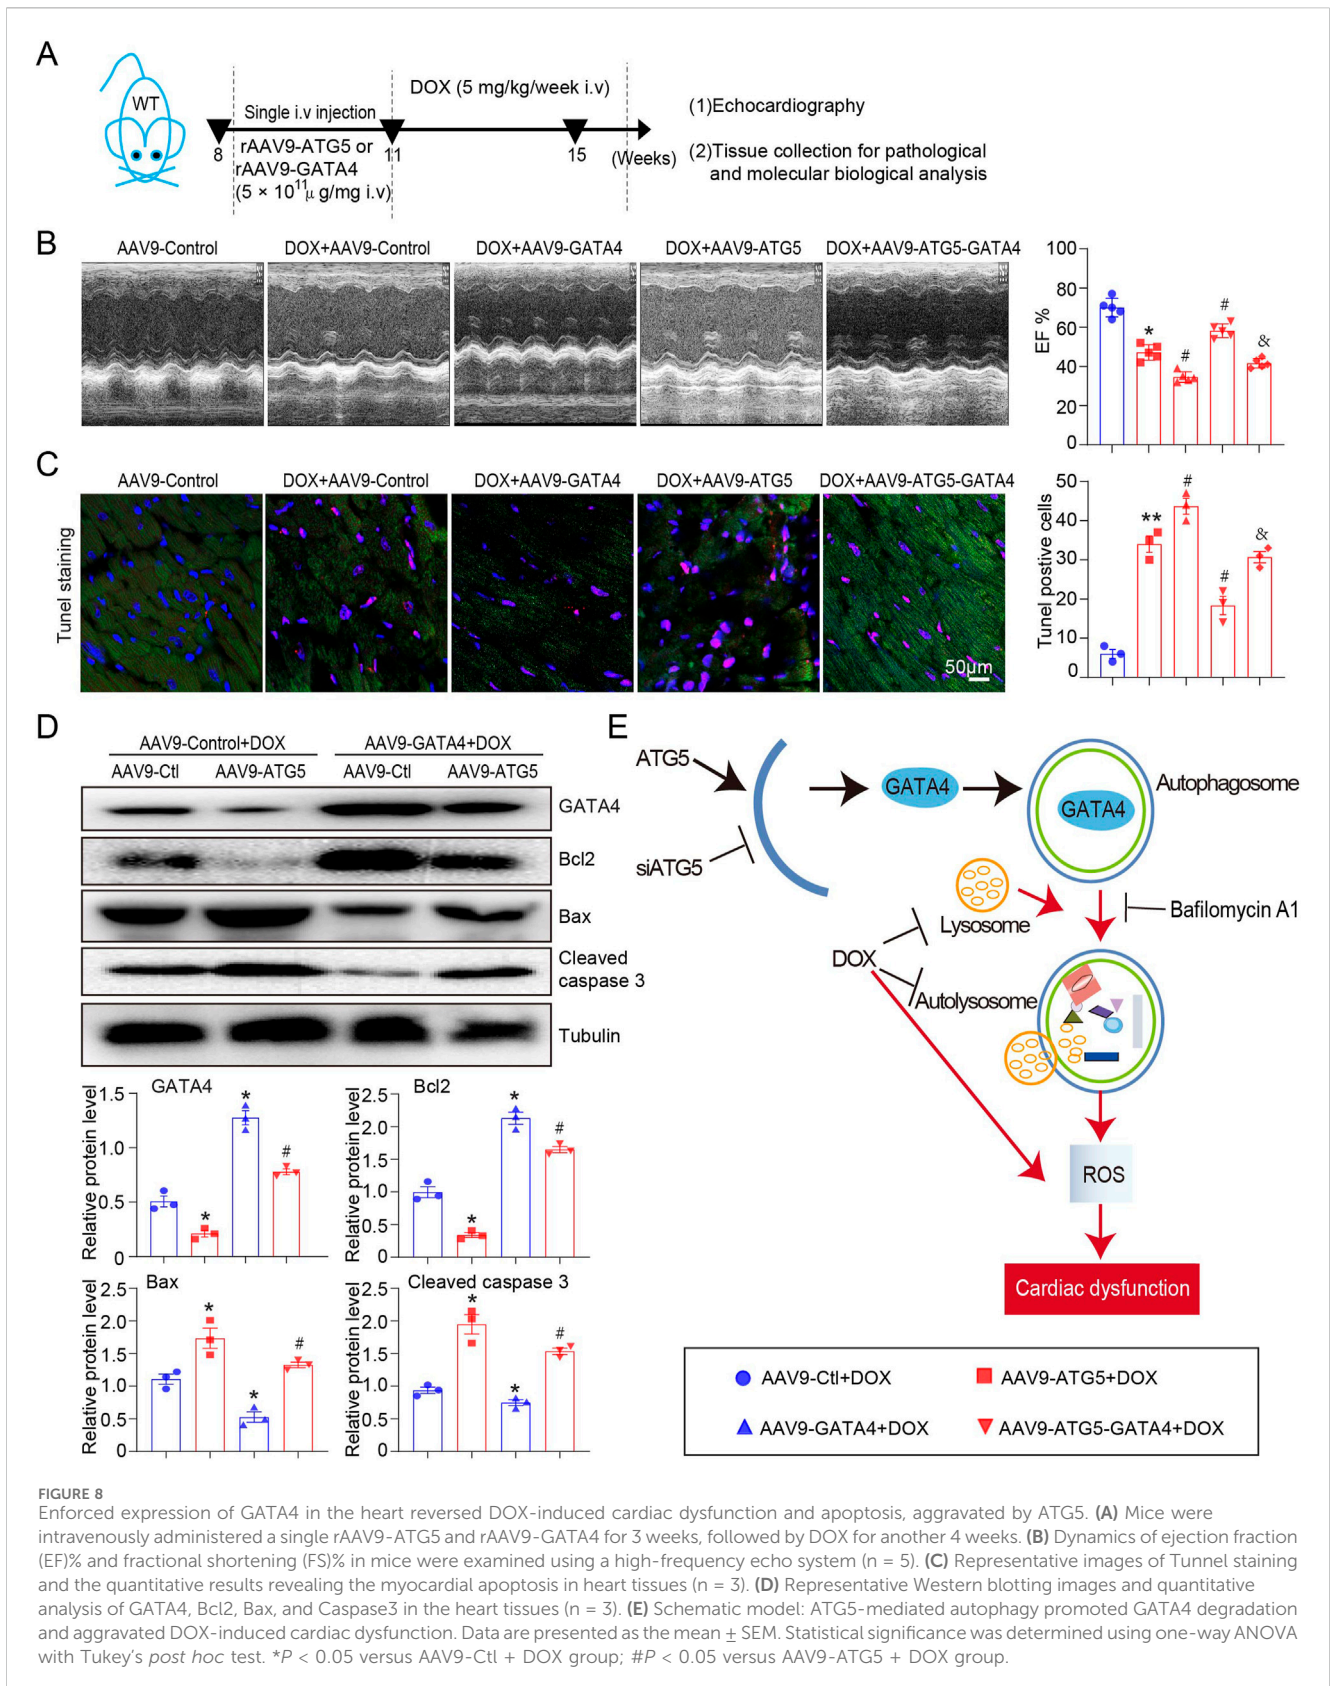 A
WT
Single i.v injection
DOX (5 mg/kg/week i.v)
8
11
15
(Weeks)
rAAV9-ATG5 or
rAAV9-GATA4
(5 × 10¹¹μ g/mg i.v)
(1)Echocardiography
(2)Tissue collection for pathological
and molecular biological analysis
B
AAV9-Control
DOX+AAV9-Control
DOX+AAV9-GATA4
DOX+AAV9-ATG5
DOX+AAV9-ATG5-GATA4
EF %
100
80
60
40
20
0
*
#
#
&
C
AAV9-Control
DOX+AAV9-Control
DOX+AAV9-GATA4
DOX+AAV9-ATG5
DOX+AAV9-ATG5-GATA4
Tunel staining
50μm
Tunel postive cells
50
40
30
20
10
0
**
#
#
&
D
AAV9-Control+DOX
AAV9-GATA4+DOX
AAV9-Ctl
AAV9-ATG5
AAV9-Ctl
AAV9-ATG5
GATA4
Bcl2
Bax
Cleaved
caspase 3
Tubulin
GATA4
Relative protein level
1.5
1.0
0.5
0
*
*
#
Bcl2
Relative protein level
2.5
2.0
1.5
1.0
0.5
0
*
*
#
Bax
Relative protein level
2.5
2.0
1.5
1.0
0.5
0
*
*
#
Cleaved caspase 3
Relative protein level
2.5
2.0
1.5
1.0
0.5
0
*
*
#
E
ATG5
siATG5
GATA4
GATA4
Autophagosome
Lysosome
Bafilomycin A1
DOX
Autolysosome
ROS
Cardiac dysfunction
AAV9-Ctl+DOX
AAV9-ATG5+DOX
AAV9-GATA4+DOX
AAV9-ATG5-GATA4+DOX
FIGURE 8
Enforced expression of GATA4 in the heart reversed DOX-induced cardiac dysfunction and apoptosis, aggravated by ATG5. (A) Mice were
intravenously administered a single rAAV9-ATG5 and rAAV9-GATA4 for 3 weeks, followed by DOX for another 4 weeks. (B) Dynamics of ejection fraction
(EF)% and fractional shortening (FS)% in mice were examined using a high-frequency echo system (n = 5). (C) Representative images of Tunnel staining
and the quantitative results revealing the myocardial apoptosis in heart tissues (n = 3). (D) Representative Western blotting images and quantitative
analysis of GATA4, Bcl2, Bax, and Caspase3 in the heart tissues (n = 3). (E) Schematic model: ATG5-mediated autophagy promoted GATA4 degradation
and aggravated DOX-induced cardiac dysfunction. Data are presented as the mean ± SEM. Statistical significance was determined using one-way ANOVA
with Tukey's post hoc test. *P < 0.05 versus AAV9-Ctl + DOX group; #P < 0.05 versus AAV9-ATG5 + DOX group.